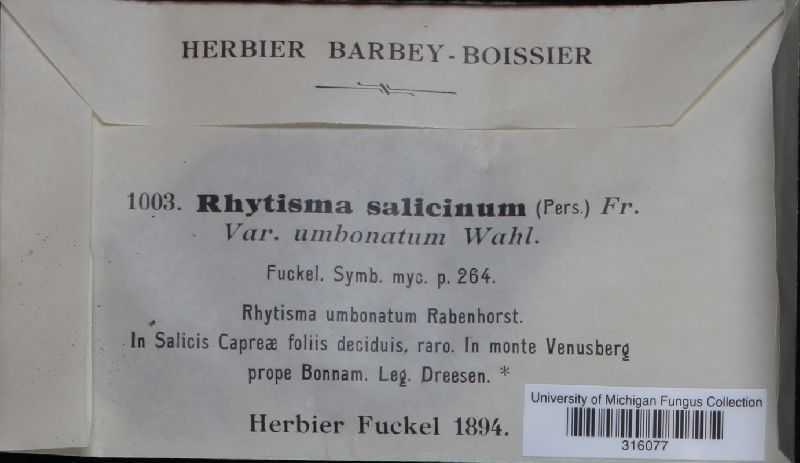 HERBIER BARBEY-BOISSIER
1003. Rhytisma salicinum (Pers.) Fr.
Var. umbonatum Wahl.
Fuckel. Symb. myc. p. 264.
Rhytisma umbonatum Rabenhorst.
In Salicis Capreæ foliis deciduis, raro. In monte Venusberg
prope Bonnam. Leg. Dreesen. *
Herbier Fuckel 1894.
University of Michigan Fungus Collection
316077